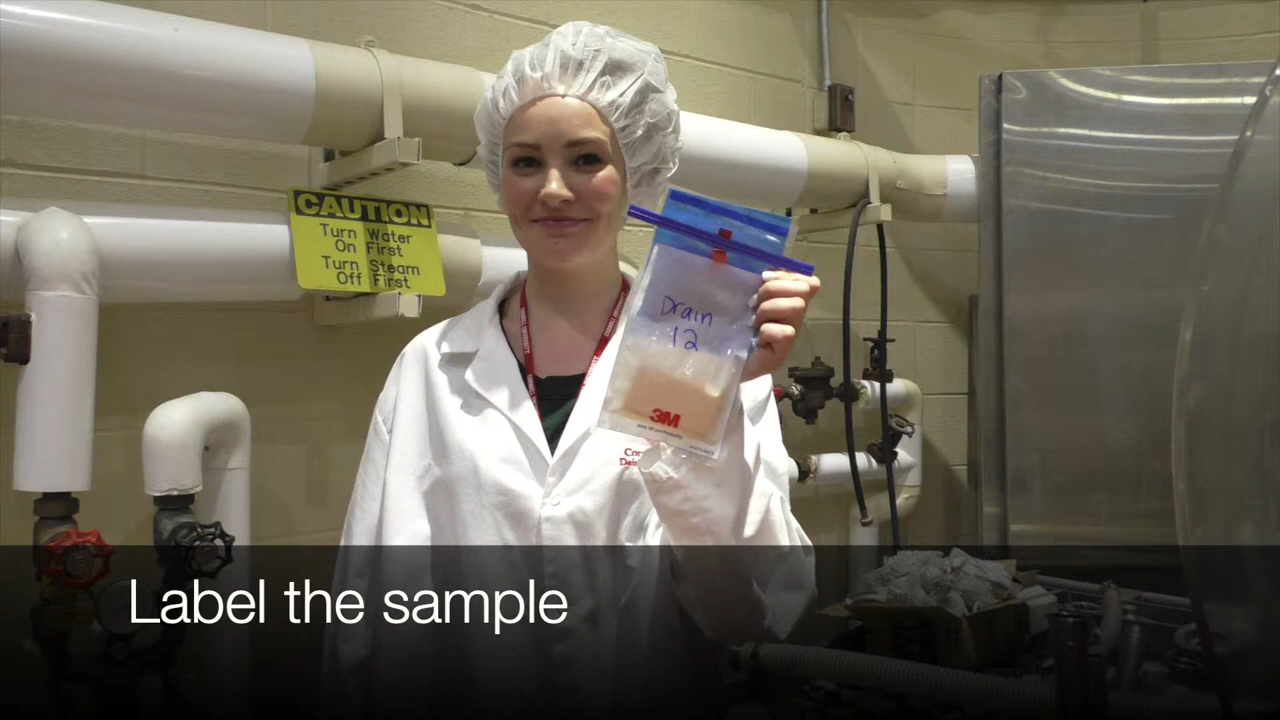 CAUTION
Turn Water
On First
Turn Steam
Off First
Drain
12
3M
Label the sample